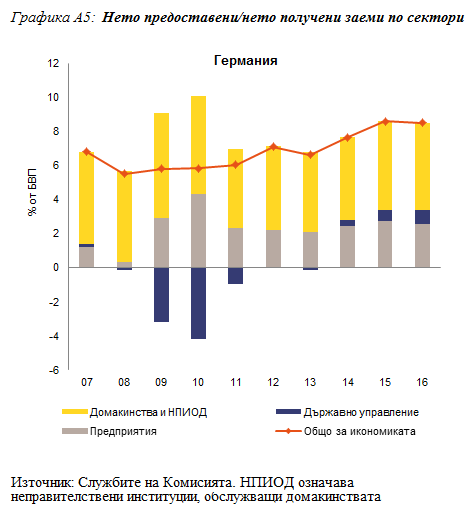 Графика А5: Нето предоставени/нето получени заеми по сектори
Германия
12
10
8
6
4
2
0
-2
-4
-6
% от БВП
07 08 09 10 11 12 13 14 15 16
Домакинства и НПИОД
Държавно управление
Предприятия
Общо за икономиката
Източник: Службите на Комисията. НПИОД означава
неправителствени институции, обслужващи домакинствата